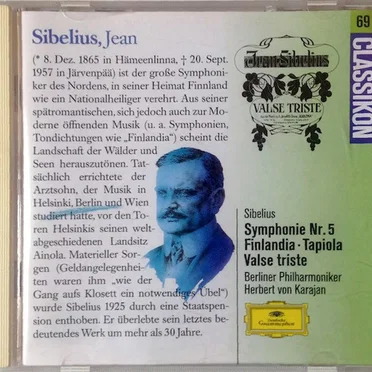 Sibelius, Jean
(* 8. Dez. 1865 in Hämeenlinna, † 20. Sept.
1957 in Järvenpää) ist der große Symphoni-
ker des Nordens, in seiner Heimat Finnland
wie ein Nationalheiliger verehrt. Aus seiner
spätromantischen, sich jedoch auch zur Mo-
derne öffnenden Musik (u. a. Symphonien,
Tondichtungen wie „Finlandia“) scheint die
Landschaft der Wälder und
Seen herauszutönen. Tat-
sächlich errichtete der
Arztsohn, der Musik in
Helsinki, Berlin und Wien
studiert hatte, vor den To-
ren Helsinkis seinen welt-
abgeschiedenen Landsitz
Ainola. Materieller Sor-
gen (Geldangelegenhei-
ten waren ihm „wie der
Gang aufs Klosett ein notwendiges Übel“)
wurde Sibelius 1925 durch eine Staatspen-
sion enthoben. Er überlebte sein letztes be-
deutendes Werk um mehr als 30 Jahre.
Jean Sibelius
VALSE TRISTE
69
CLASSIKON
Sibelius
Symphonie Nr. 5
Finlandia · Tapiola
Valse triste
Berliner Philharmoniker
Herbert von Karajan
Deutsche
Grammophon